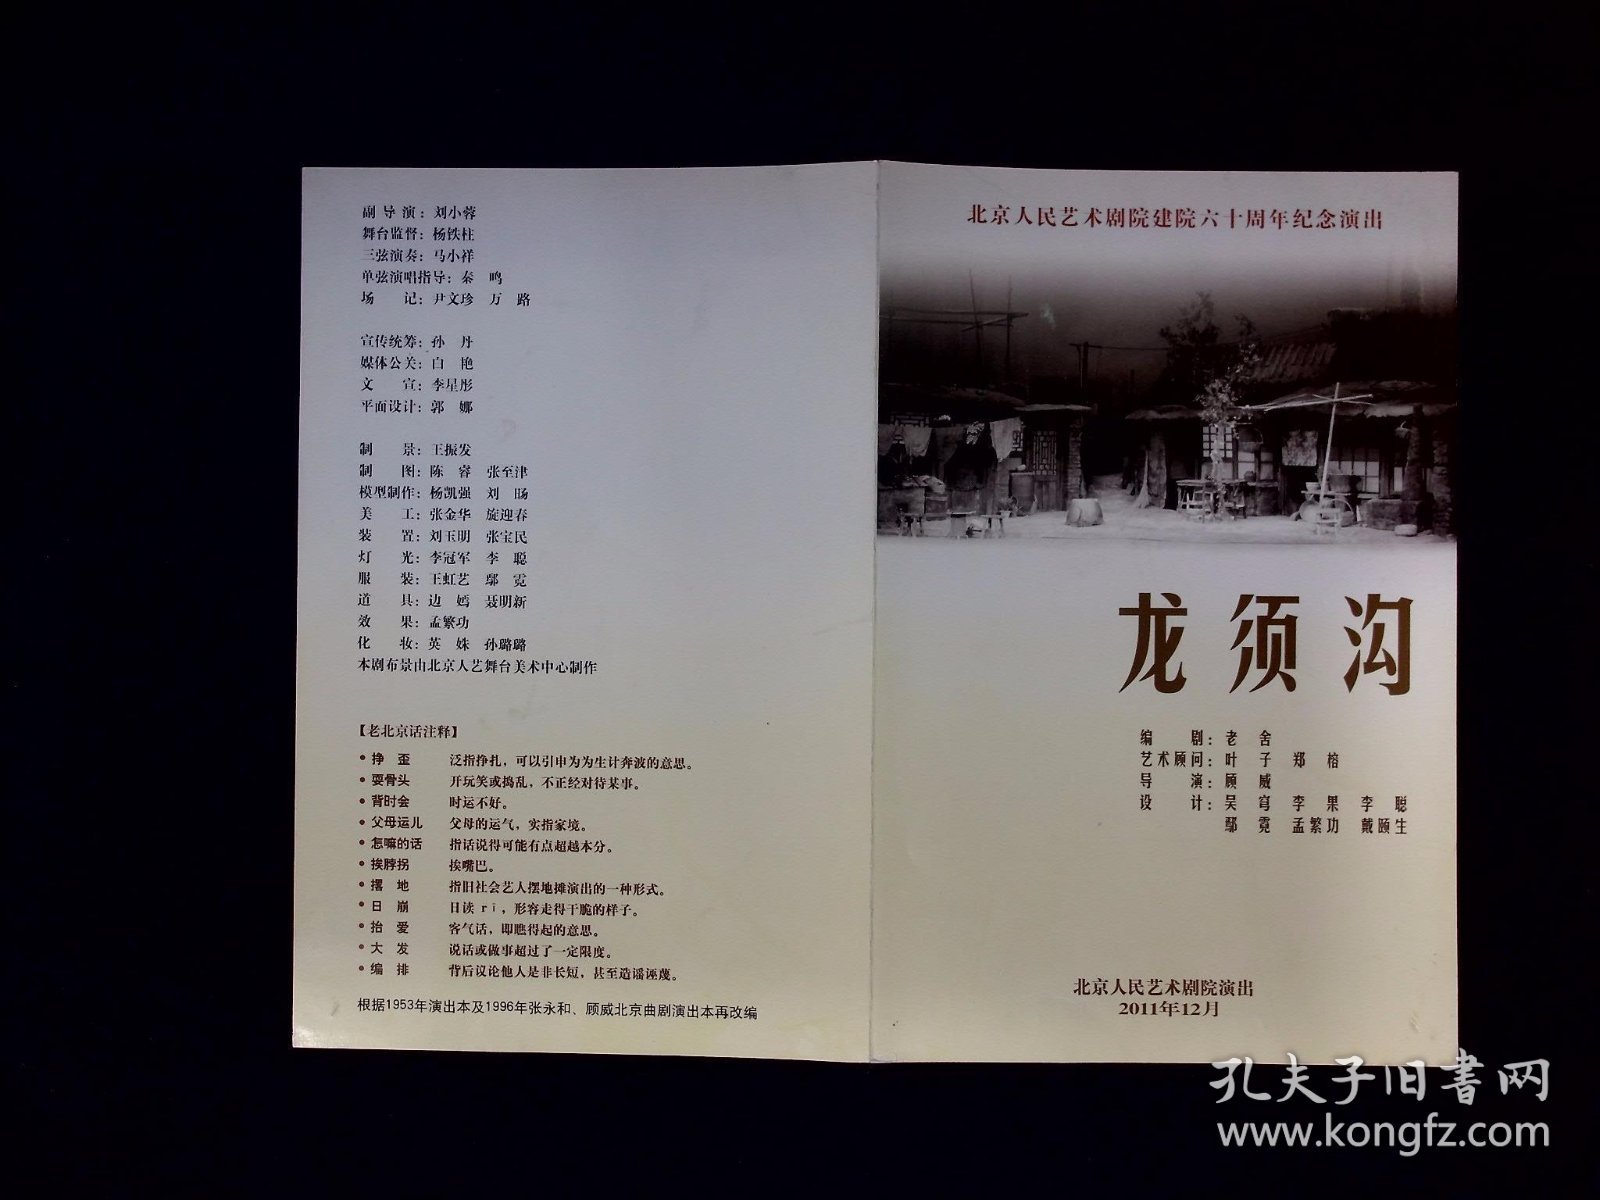 副导演：刘小蓉
舞台监督：杨铁柱
三弦演奏：马小祥
单弦演唱指导：秦 鸣
场 记：尹文珍 万 路
宣传统筹：孙 丹
媒体公关：白 艳
文 宣：李星彤
平面设计：郭 娜
制 景：王振发
制 图：陈 睿 张至津
模型制作：杨凯强 刘 旸
美 工：张金华 旋迎春
装 置：刘玉明 张宝民
灯 光：李冠军 李 聪
服 装：王虹艺 鄢 霓
道 具：边 嫣 聂明新
效 果：孟繁功
化 妆：英 姝 孙璐璐
本剧布景由北京人艺舞台美术中心制作
【老北京话注释】
• 挣 歪 泛指挣扎，可以引申为为生计奔波的意思。
• 耍骨头 开玩笑或捣乱，不正经对待某事。
• 背时会 时运不好。
• 父母运儿 父母的运气，实指家境。
• 怎嘛的话 指话说得可能有点超越本分。
• 挨脖拐 挨嘴巴。
• 撂 地 指旧社会艺人摆地摊演出的一种形式。
• 日 崩 日读 rī，形容走得干脆的样子。
• 抬 爱 客气话，即瞧得起的意思。
• 大 发 说话或做事超过了一定限度。
• 编 排 背后议论他人是非长短，甚至造谣诬蔑。
根据1953年演出本及1996年张永和、顾威北京曲剧演出本再改编
北京人民艺术剧院建院六十周年纪念演出
龙须沟
编 剧：老 舍
艺术顾问：叶 子 郑 榕
导 演：顾 威
设 计：吴 穹 李 果 李 聪
鄢 霓 孟繁功 戴颐生
北京人民艺术剧院演出
2011年12月
孔夫子旧書网
www.kongfz.com